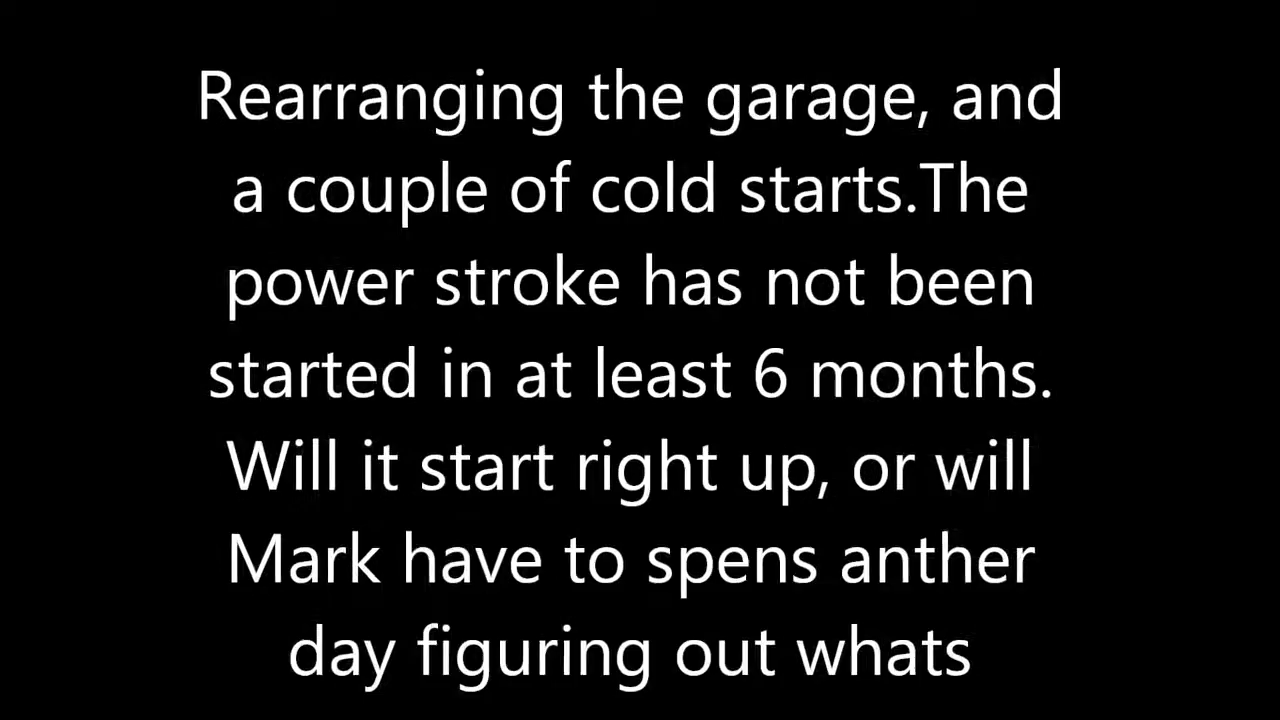 Rearranging the garage, and
a couple of cold starts.The
power stroke has not been
started in at least 6 months.
Will it start right up, or will
Mark have to spens anther
day figuring out whats